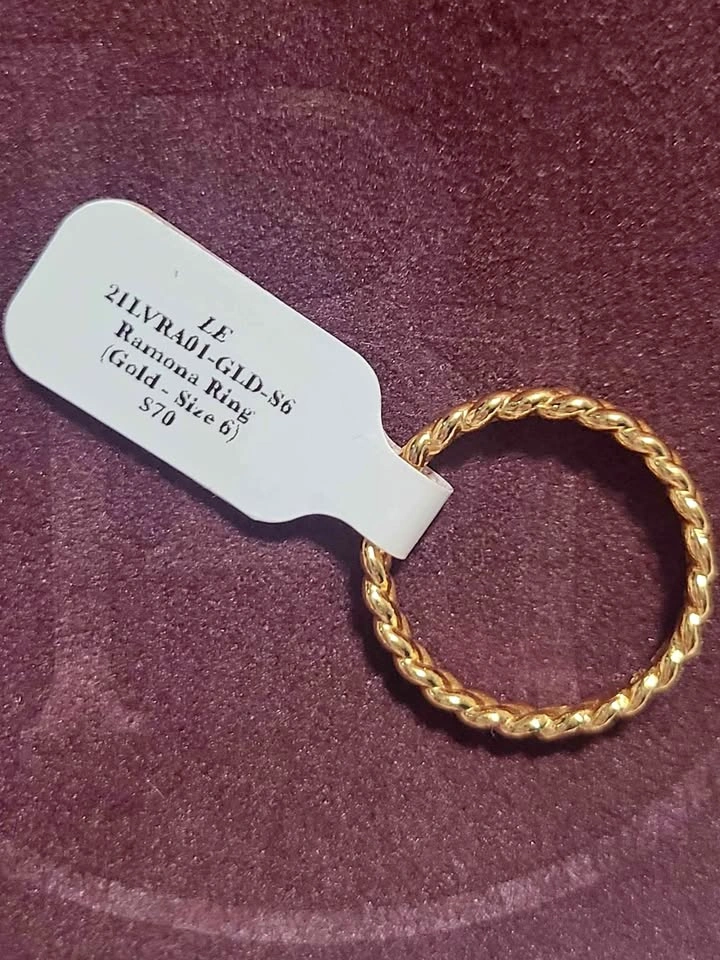 LE
21LVRA01-GLD-S6
Ramona Ring
(Gold - Size 6)
$70